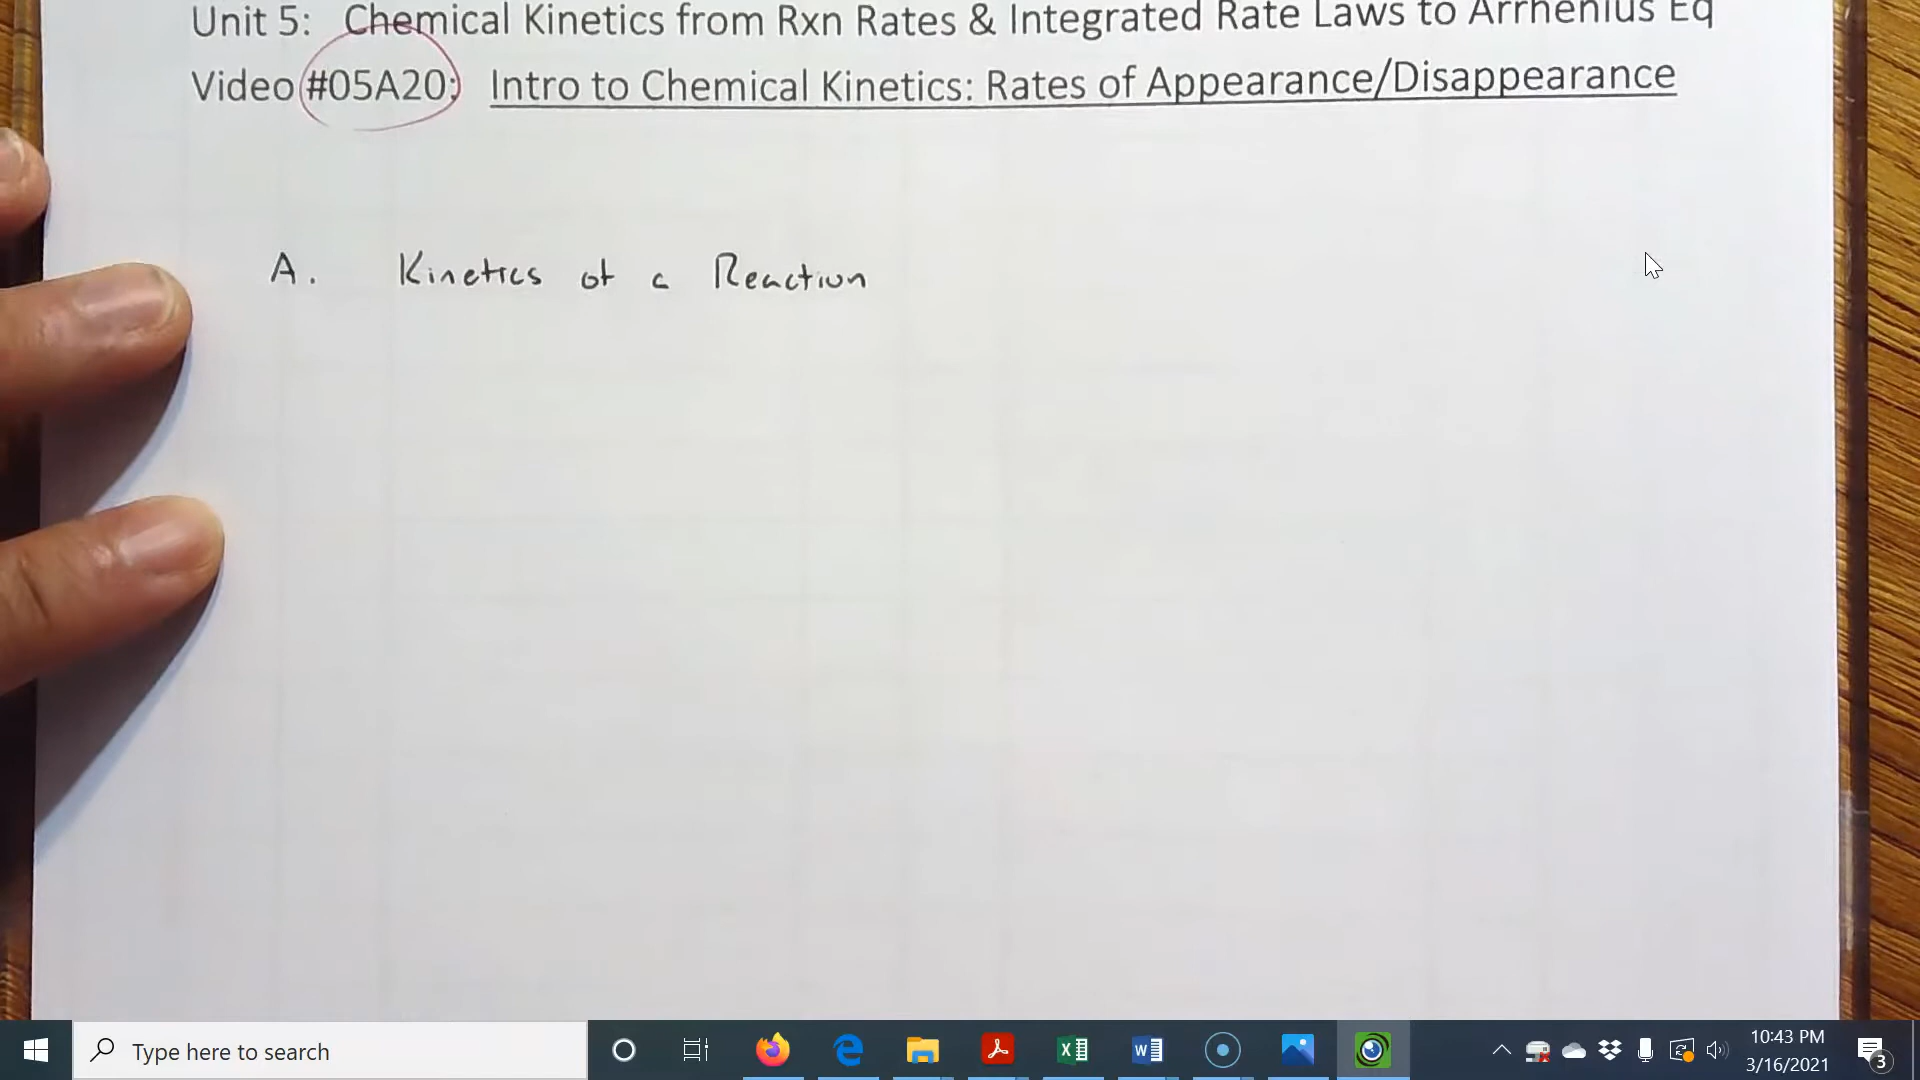 Unit 5: Chemical Kinetics from Rxn Rates & Integrated Rate Laws to Arrhenius Eq
Video #05A20: Intro to Chemical Kinetics: Rates of Appearance/Disappearance
A. Kinetics of a Reaction
Type here to search
10:43 PM
3/16/2021
3